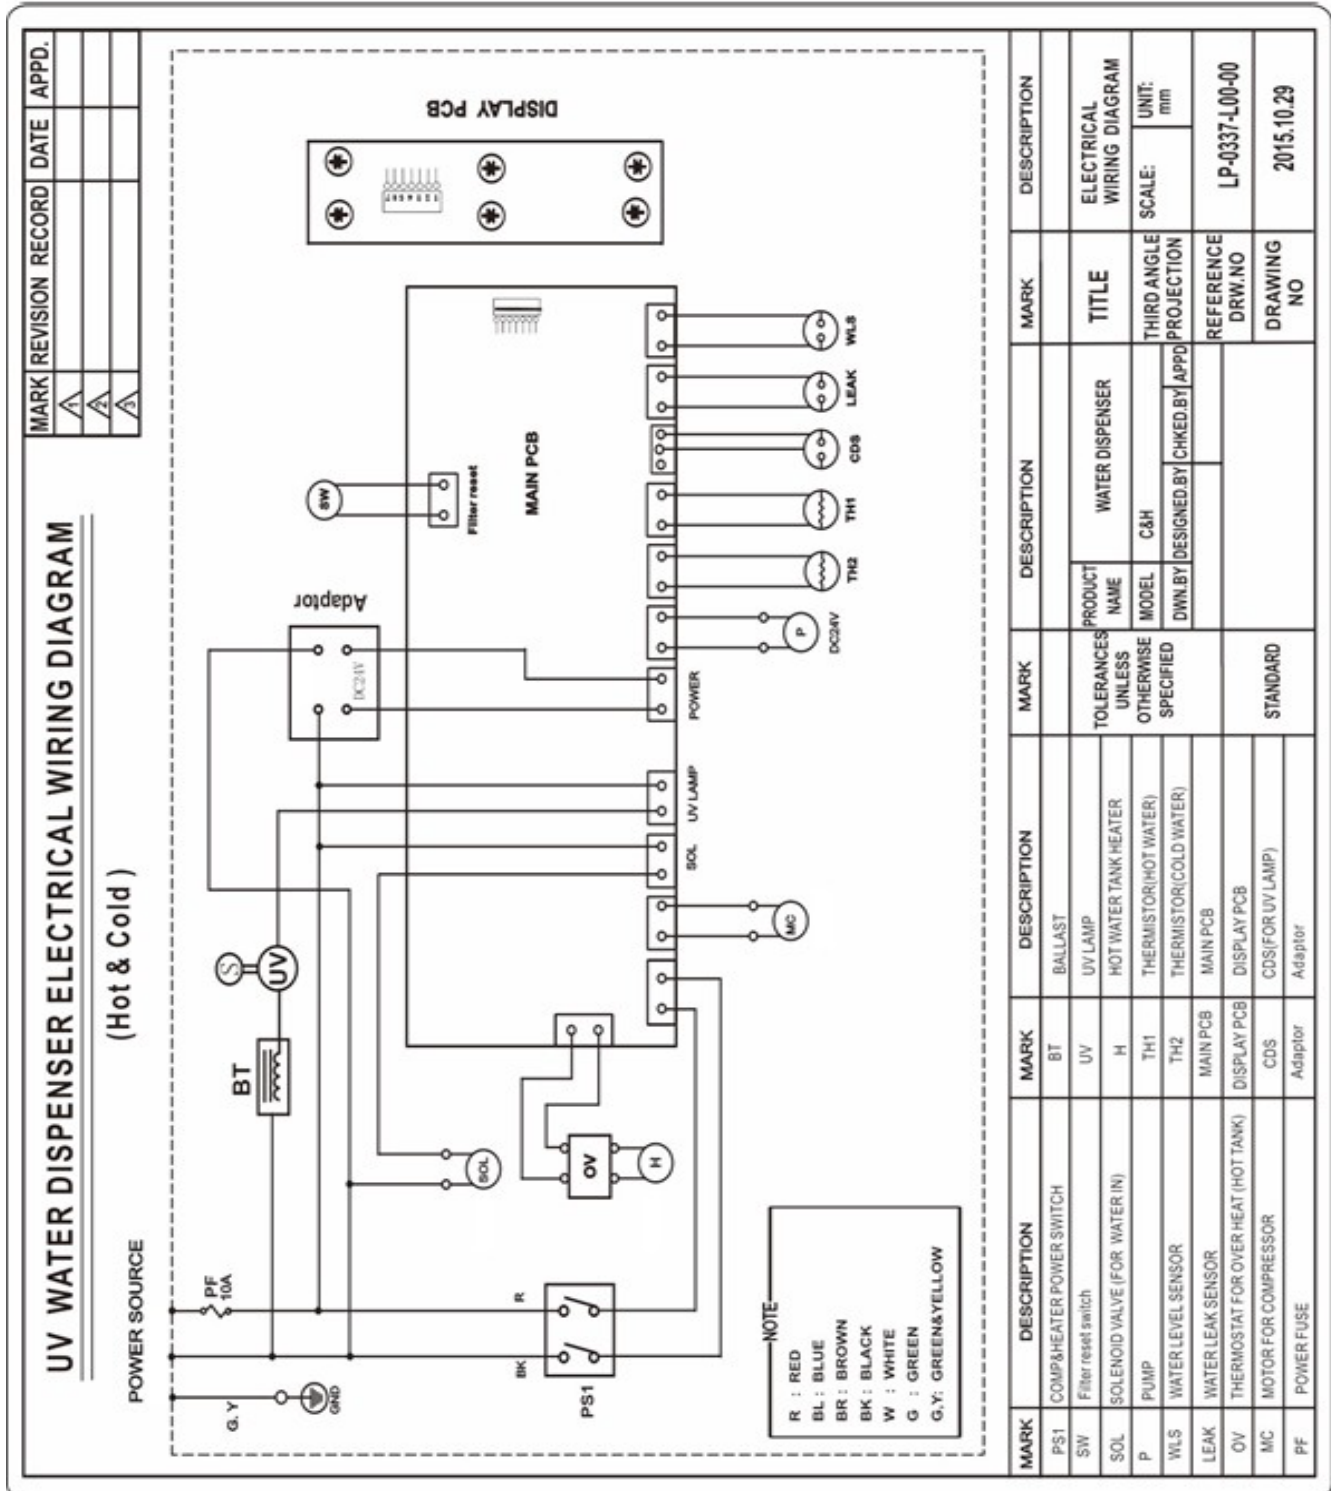 UV WATER DISPENSER ELECTRICAL WIRING DIAGRAM
(Hot & Cold )
MARK REVISION RECORD DATE APPD.
1
2
3
POWER SOURCE
G. Y
GND
PF
10A
BT
S
UV
Adaptor
DC24V
SW
Filter reset
MAIN PCB
DISPLAY PCB
BK
R
PS1
SOL
OV
H
MC
SOL
UV LAMP
POWER
P
DC24V
TH2
TH1
CDS
LEAK
WLS
NOTE
R : RED
BL : BLUE
BR : BROWN
BK : BLACK
W : WHITE
G : GREEN
G,Y: GREEN&YELLOW
MARK DESCRIPTION MARK DESCRIPTION MARK DESCRIPTION MARK DESCRIPTION
PS1 COMP&HEATER POWER SWITCH BT BALLAST
SW Filter reset switch UV UV LAMP
SOL SOLENOID VALVE (FOR WATER IN) H HOT WATER TANK HEATER
P PUMP TH1 THERMISTOR(HOT WATER)
WLS WATER LEVEL SENSOR TH2 THERMISTOR(COLD WATER)
LEAK WATER LEAK SENSOR MAIN PCB MAIN PCB
OV THERMOSTAT FOR OVER HEAT (HOT TANK) DISPLAY PCB DISPLAY PCB
MC MOTOR FOR COMPRESSOR CDS CDS(FOR UV LAMP)
PF POWER FUSE Adaptor Adaptor
TOLERANCES
UNLESS
OTHERWISE
SPECIFIED
STANDARD
PRODUCT
NAME
WATER DISPENSER
MODEL C&H
DWN.BY DESIGNED.BY CHKED.BY APPD
TITLE
ELECTRICAL
WIRING DIAGRAM
THIRD ANGLE
PROJECTION
SCALE:
UNIT:
mm
REFERENCE
DRW.NO
LP-0337-L00-00
DRAWING
NO
2015.10.29